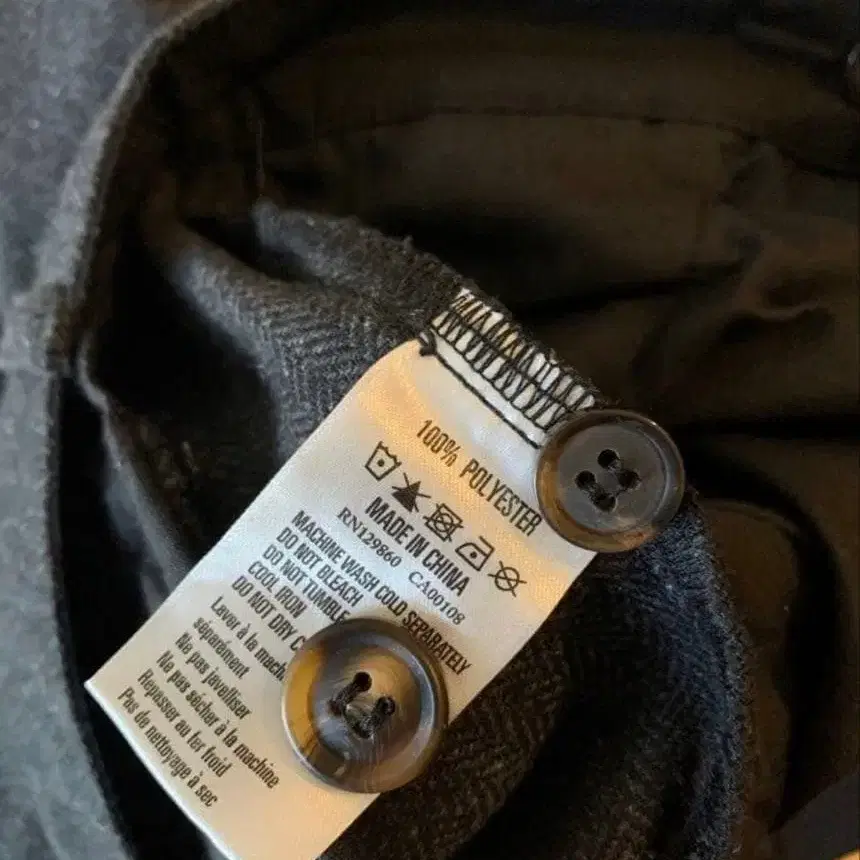 100% POLYESTER
MADE IN CHINA
RN129860 CA00108
MACHINE WASH COLD SEPARATELY
DO NOT BLEACH
DO NOT TUMBLE
COOL IRON
DO NOT DRY
Laver à la
séparément
Ne pas javelliser
Ne pas sécher à la machine
Repasser au fer froid
Pas de nettoyage à sec